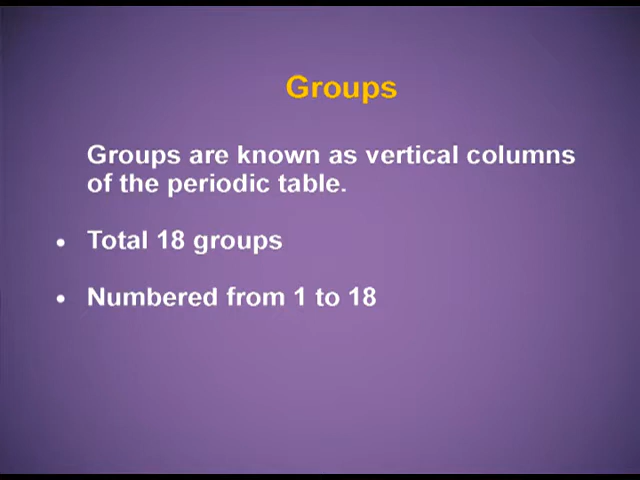 Groups
Groups are known as vertical columns
of the periodic table.
• Total 18 groups
• Numbered from 1 to 18